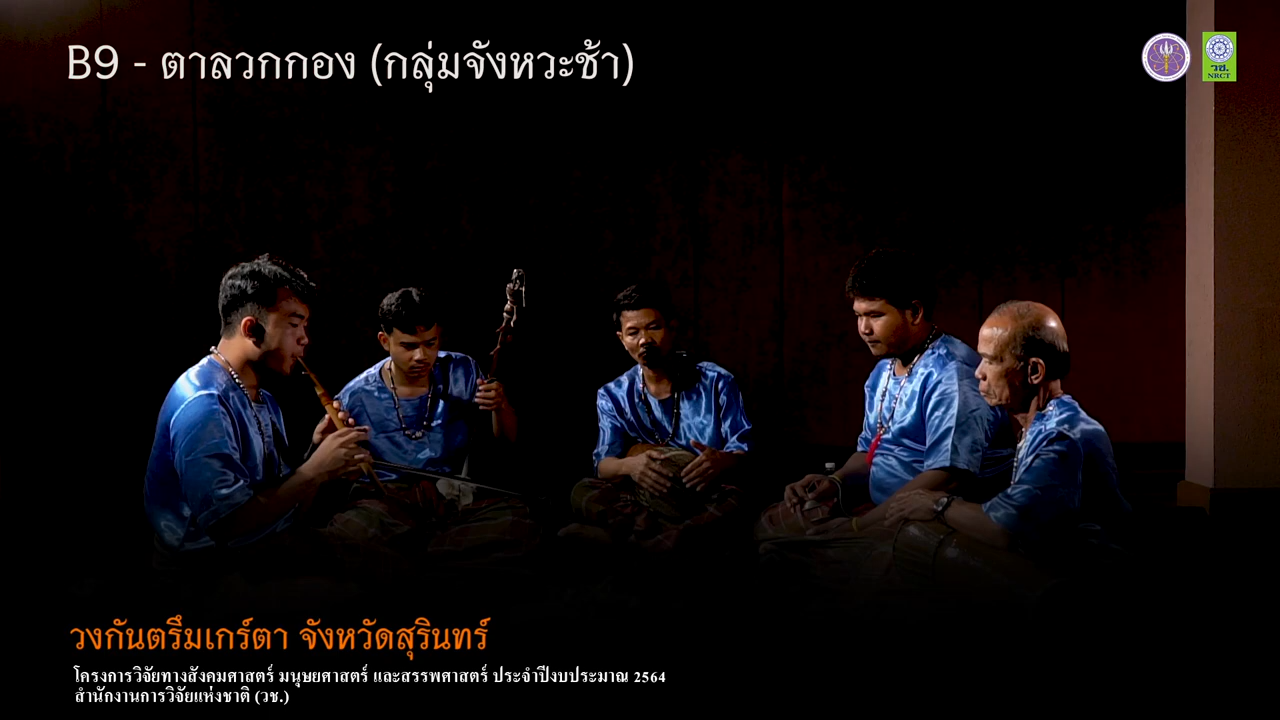 B9 - ตาลวกกอง (กลุ่มจังหวะช้า)
วช.
NRCT
วงกันตรึมเกร์ตา จังหวัดสุรินทร์
โครงการวิจัยทางสังคมศาสตร์ มนุษยศาสตร์ และสรรพศาสตร์ ประจำปีงบประมาณ 2564
สำนักงานการวิจัยแห่งชาติ (วช.)